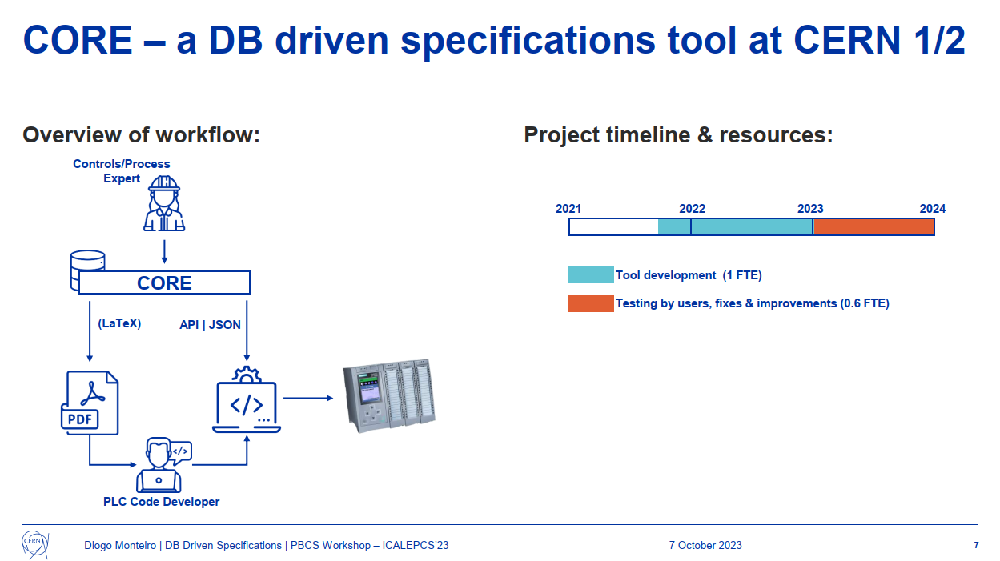 CORE – a DB driven specifications tool at CERN 1/2
Overview of workflow:
Controls/Process
Expert
CORE
(LaTeX)
API | JSON
PDF
</>
</>
PLC Code Developer
Project timeline & resources:
2021
2022
2023
2024
Tool development (1 FTE)
Testing by users, fixes & improvements (0.6 FTE)
CERN
Diogo Monteiro | DB Driven Specifications | PBCS Workshop – ICALEPCS'23
7 October 2023
7